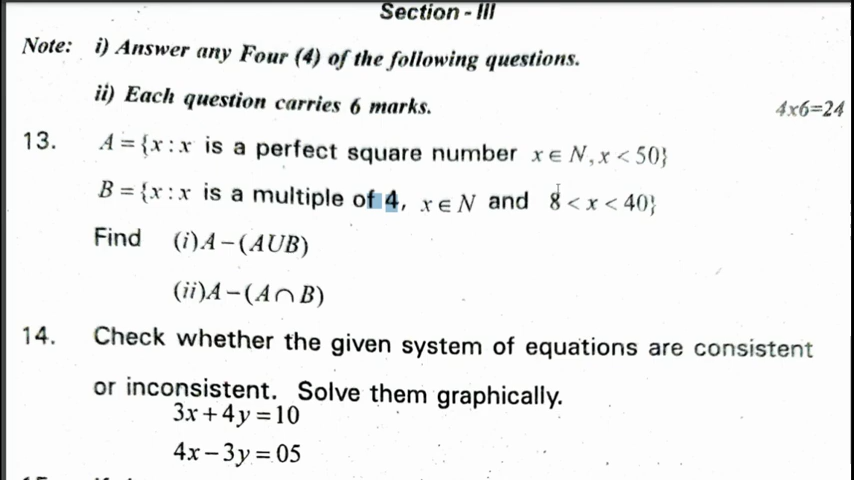 Section - III
Note: i) Answer any Four (4) of the following questions.
ii) Each question carries 6 marks. 4x6=24
13. A = {x : x is a perfect square number x ∈ N, x < 50}
B = {x : x is a multiple of 4, x ∈ N and 8 < x < 40}
Find (i) A – (AUB)
(ii) A – (A ∩ B)
14. Check whether the given system of equations are consistent
or inconsistent. Solve them graphically.
3x + 4y = 10
4x – 3y = 05